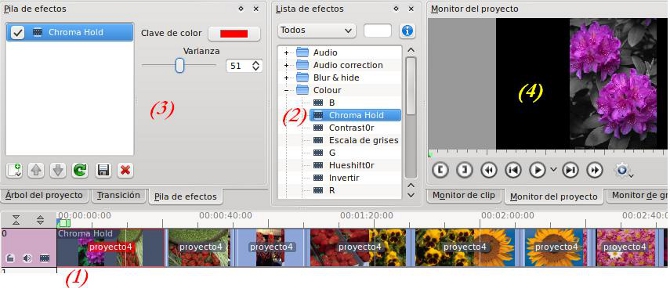 Pila de efectos
Chroma Hold
Clave de color
Varianza
51
(3)
Árbol del proyecto
Transición
Pila de efectos
Lista de efectos
Todos
Audio
Audio correction
Blur & hide
Colour
B
(2)
Chroma Hold
Contrast0r
Escala de grises
G
Hueshift0r
Invertir
R
Monitor del proyecto
(4)
Monitor de clip
Monitor del proyecto
Monitor de gr
00:00:00:00
00:00:40:00
00:01:20:00
00:02:00:00
00:02:40:0
0
Chroma Hold
proyecto4
proyecto4
proyecto4
proyecto4
proyecto4
proyecto4
proyecto4
(1)
1